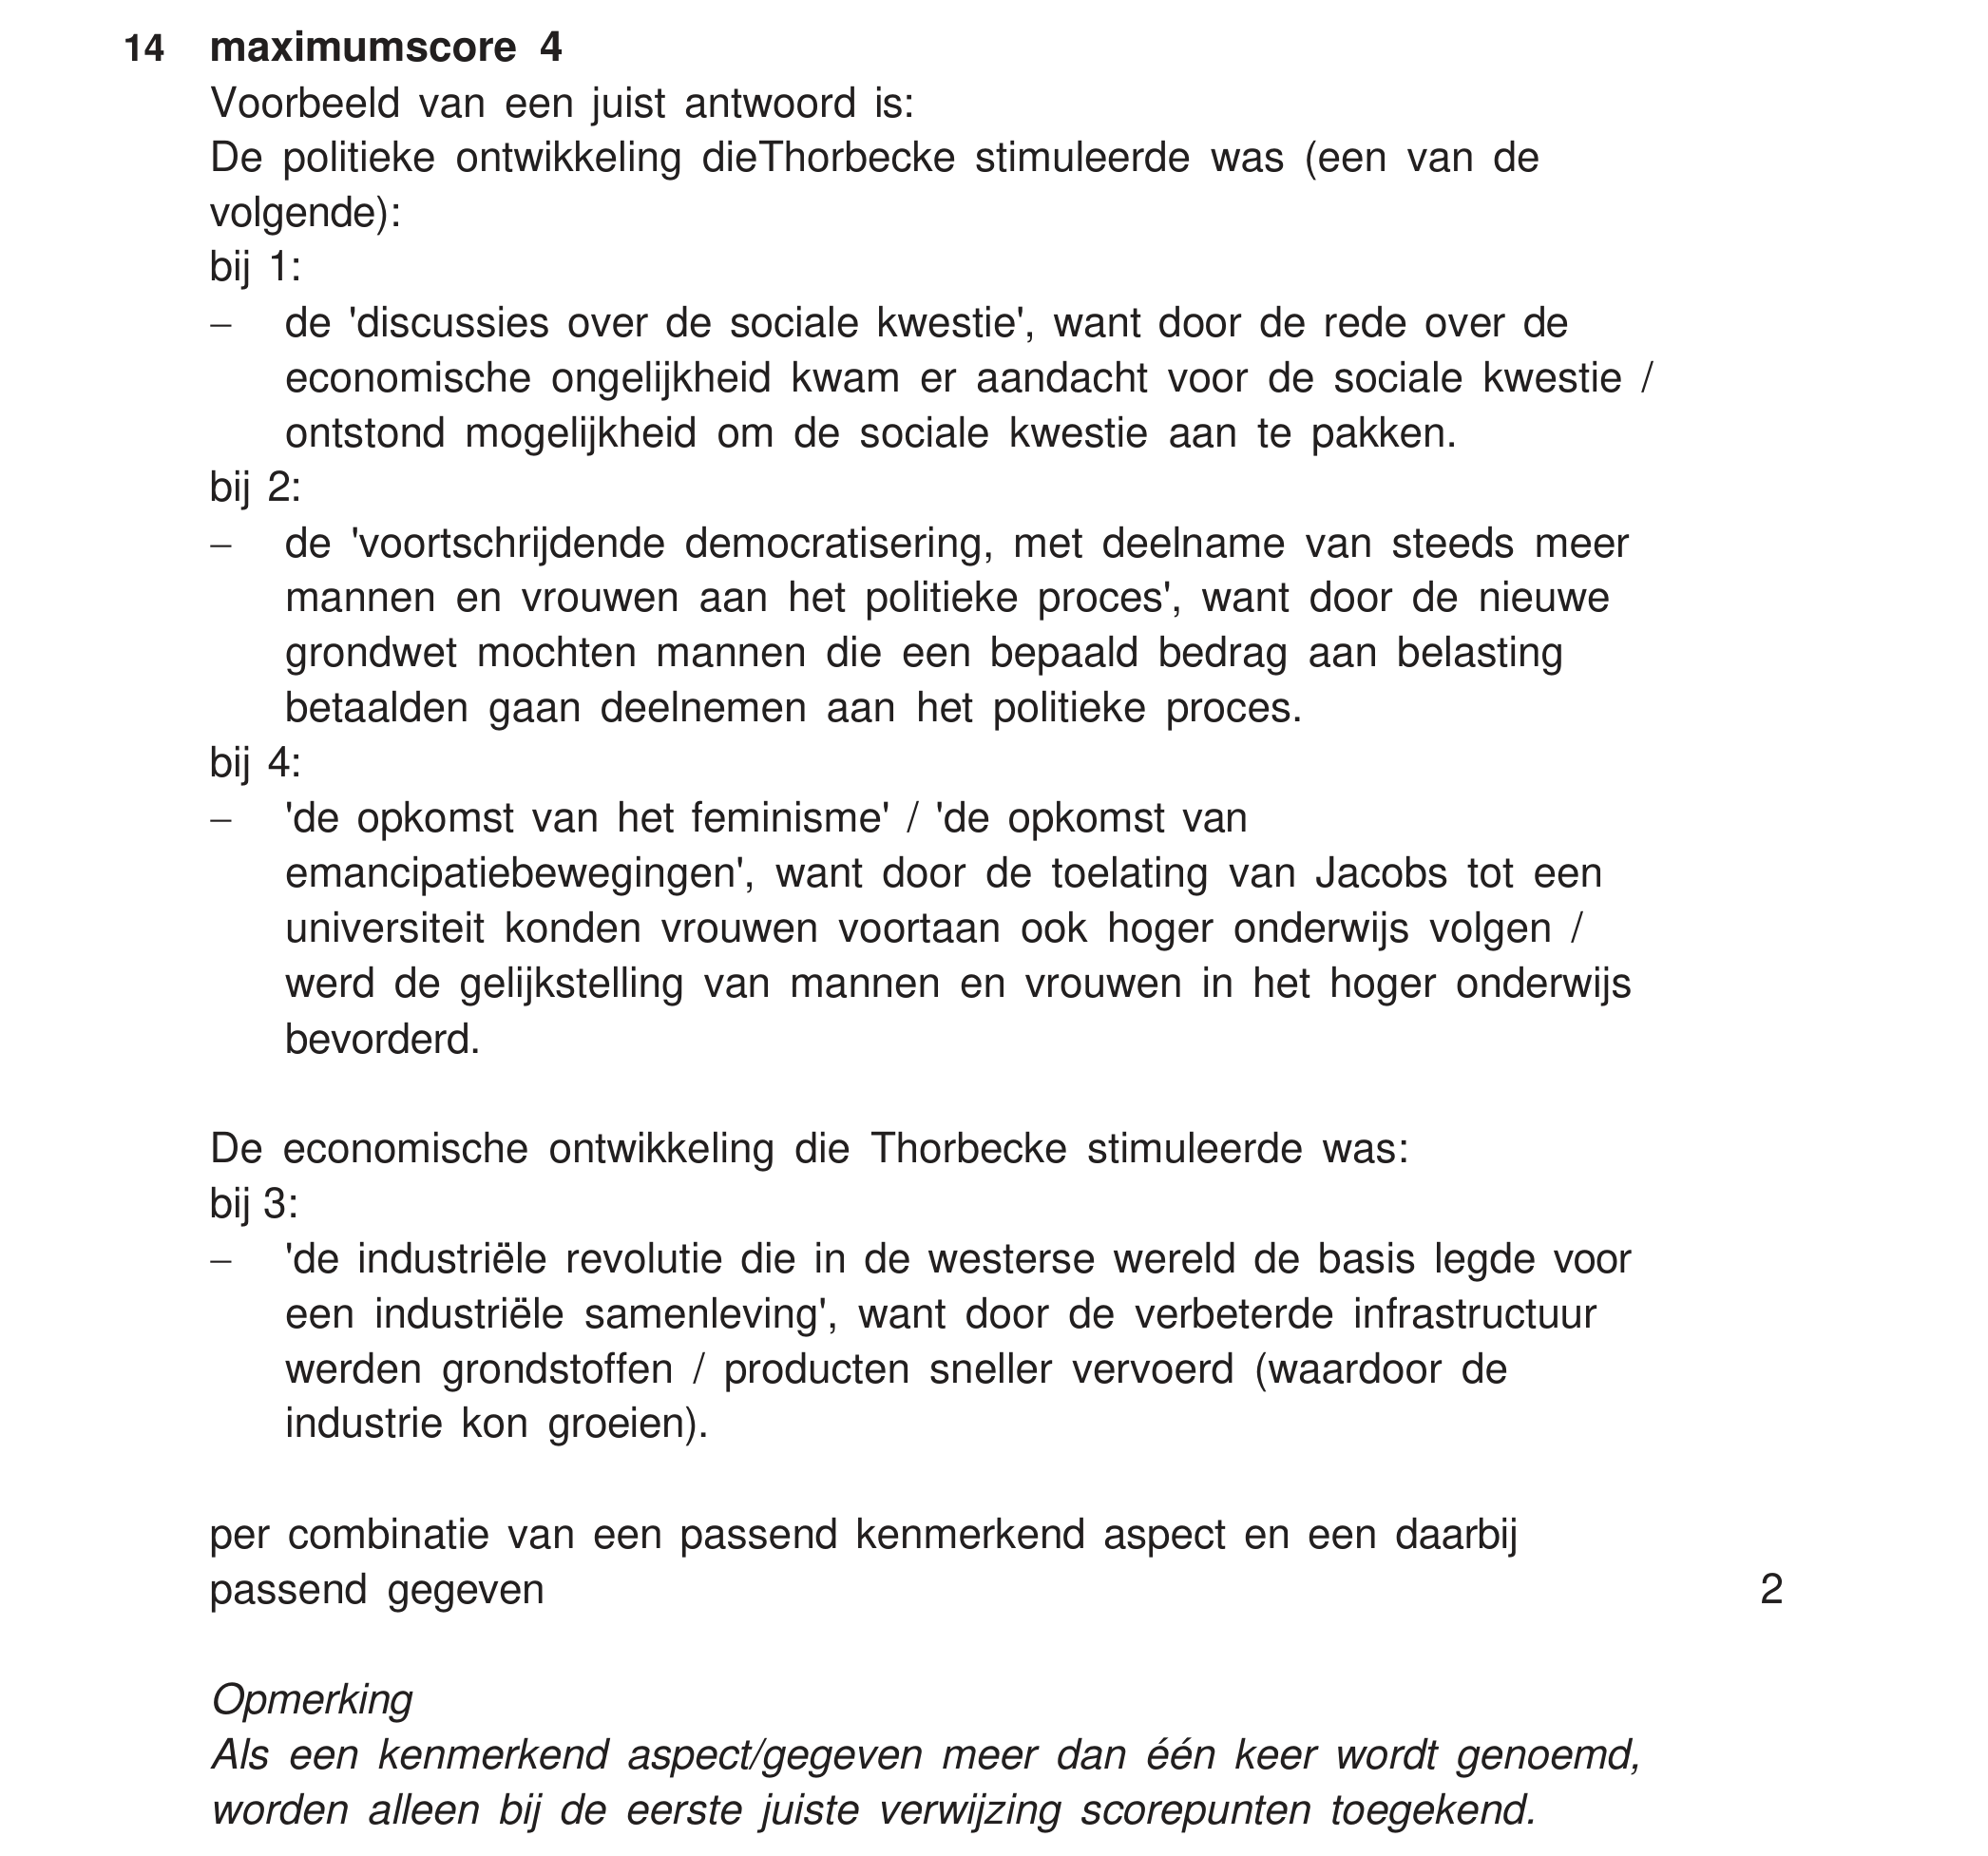 14 maximumscore 4
Voorbeeld van een juist antwoord is:
De politieke ontwikkeling dieThorbecke stimuleerde was (een van de
volgende):
bij 1:
– de 'discussies over de sociale kwestie', want door de rede over de
economische ongelijkheid kwam er aandacht voor de sociale kwestie /
ontstond mogelijkheid om de sociale kwestie aan te pakken.
bij 2:
– de 'voortschrijdende democratisering, met deelname van steeds meer
mannen en vrouwen aan het politieke proces', want door de nieuwe
grondwet mochten mannen die een bepaald bedrag aan belasting
betaalden gaan deelnemen aan het politieke proces.
bij 4:
– 'de opkomst van het feminisme' / 'de opkomst van
emancipatiebewegingen', want door de toelating van Jacobs tot een
universiteit konden vrouwen voortaan ook hoger onderwijs volgen /
werd de gelijkstelling van mannen en vrouwen in het hoger onderwijs
bevorderd.
De economische ontwikkeling die Thorbecke stimuleerde was:
bij 3:
– 'de industriële revolutie die in de westerse wereld de basis legde voor
een industriële samenleving', want door de verbeterde infrastructuur
werden grondstoffen / producten sneller vervoerd (waardoor de
industrie kon groeien).
per combinatie van een passend kenmerkend aspect en een daarbij
passend gegeven 2
Opmerking
Als een kenmerkend aspect/gegeven meer dan één keer wordt genoemd,
worden alleen bij de eerste juiste verwijzing scorepunten toegekend.